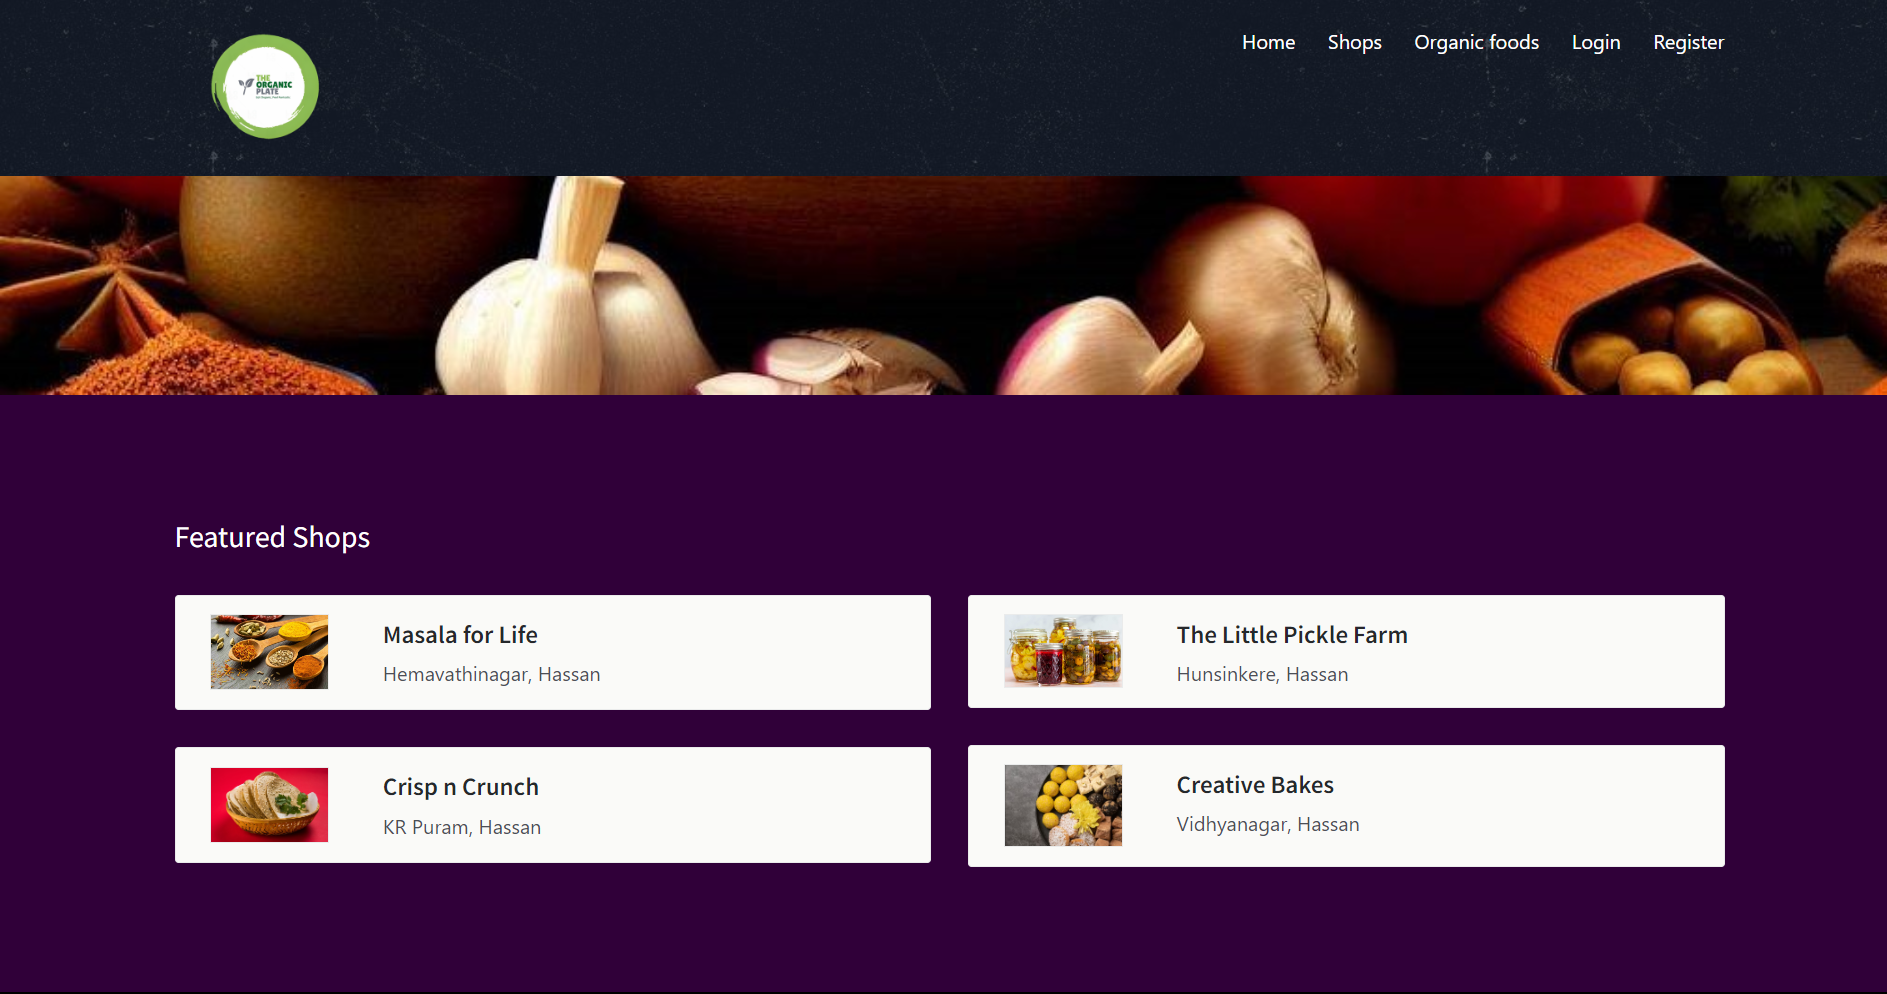 THE
ORGANIC
PLATE
Home
Shops
Organic foods
Login
Register
Featured Shops
Masala for Life
Hemavathinagar, Hassan
The Little Pickle Farm
Hunsinkere, Hassan
Crisp n Crunch
KR Puram, Hassan
Creative Bakes
Vidhyanagar, Hassan